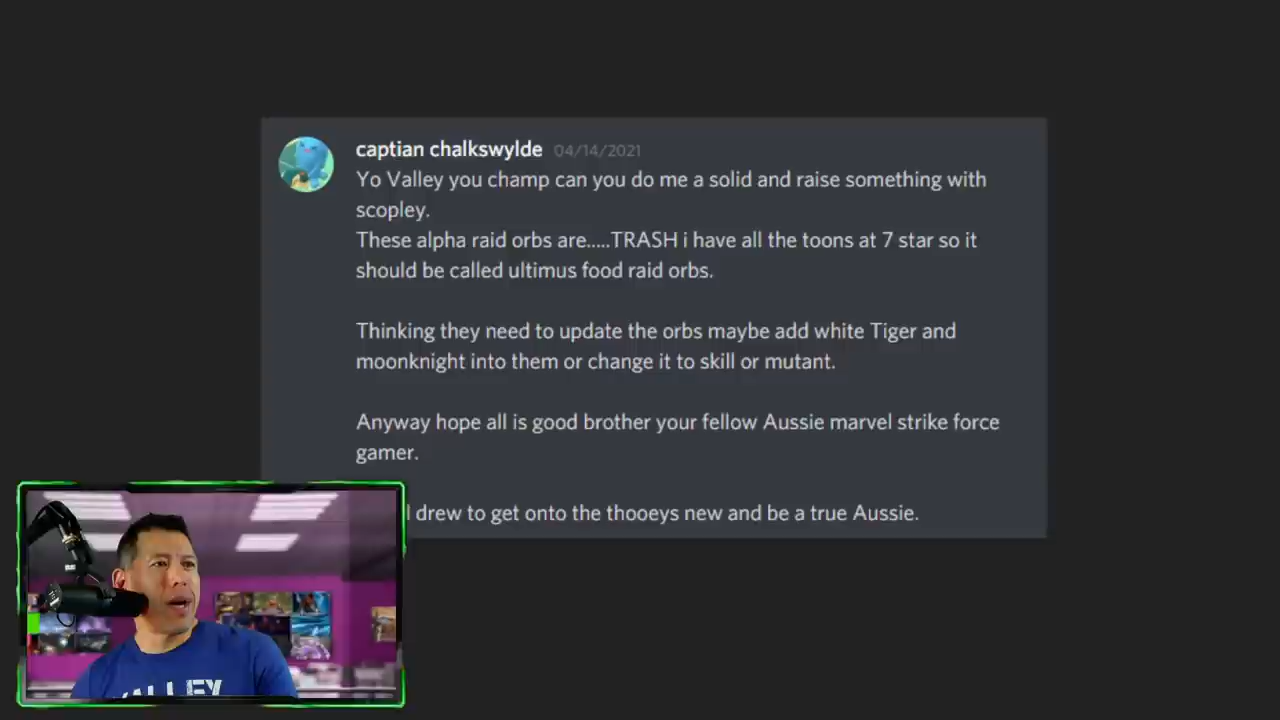 captian chalkswylde 04/14/2021
Yo Valley you champ can you do me a solid and raise something with
scopley.
These alpha raid orbs are.....TRASH i have all the toons at 7 star so it
should be called ultimus food raid orbs.
Thinking they need to update the orbs maybe add white Tiger and
moonknight into them or change it to skill or mutant.
Anyway hope all is good brother your fellow Aussie marvel strike force
gamer.
drew to get onto the thooeys new and be a true Aussie.
VALLEY